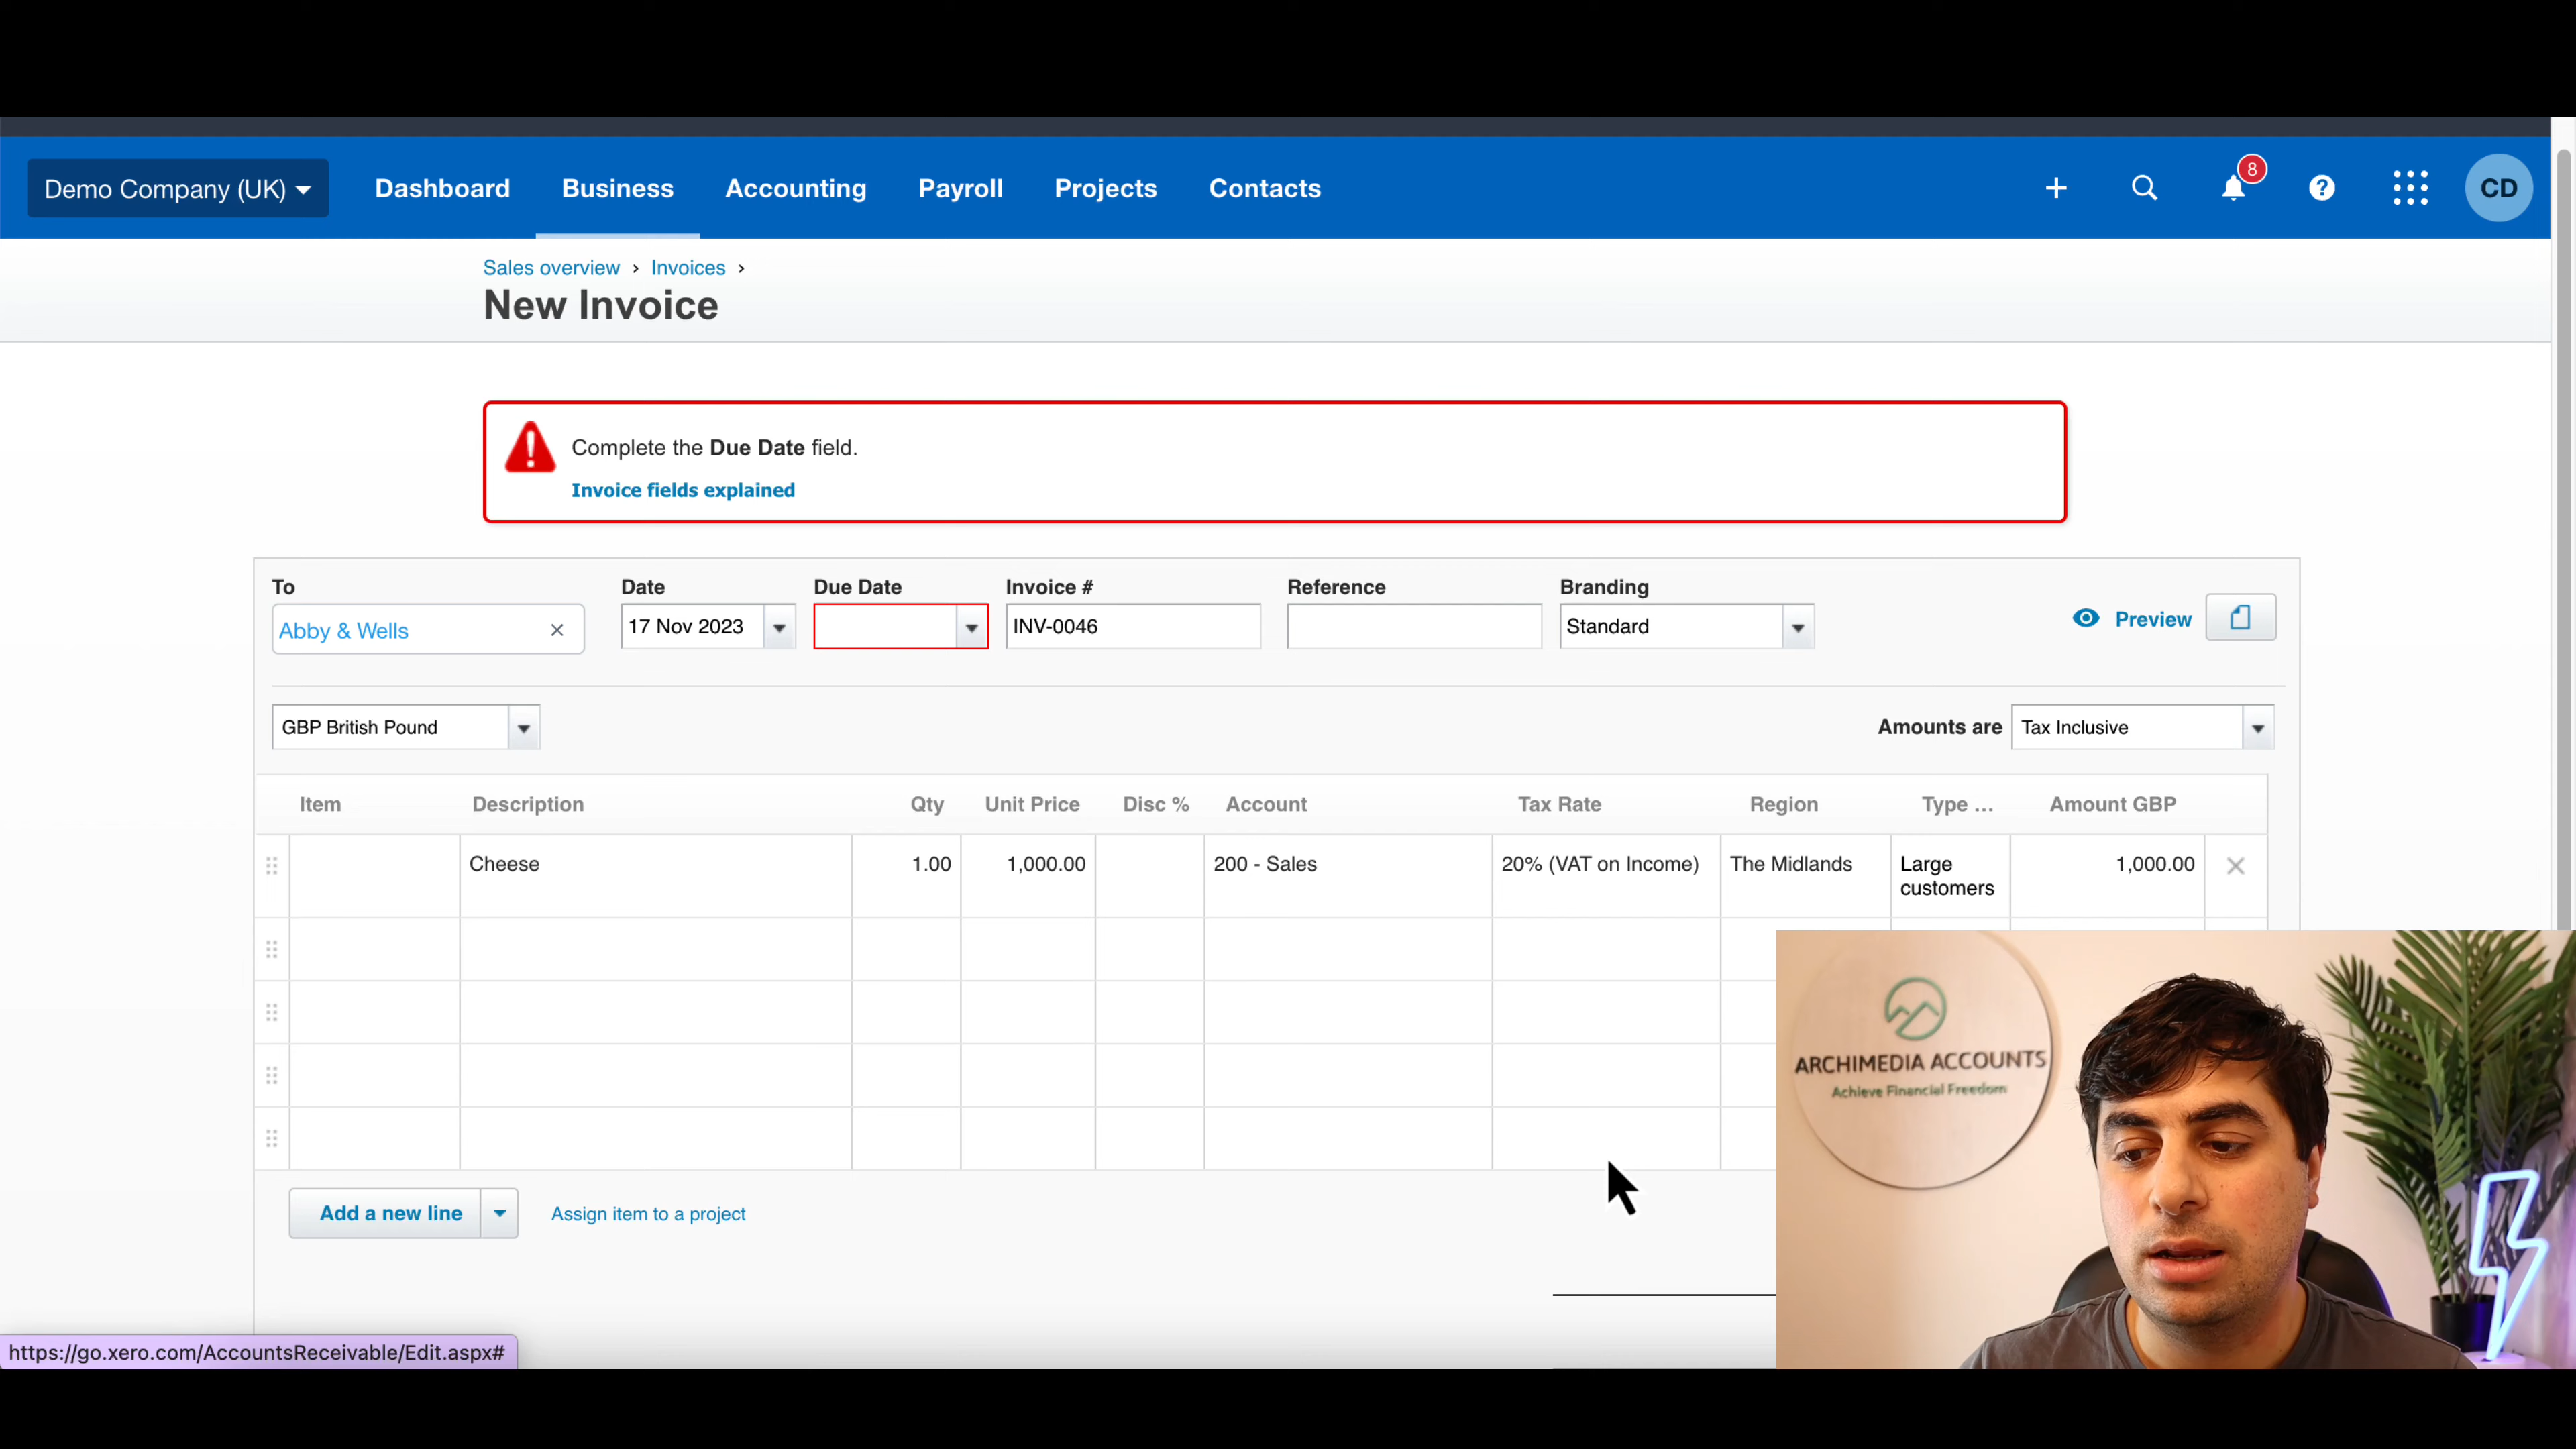 Demo Company (UK) Dashboard Business Accounting Payroll Projects Contacts 8 CD
Sales overview › Invoices ›
New Invoice
Complete the Due Date field.
Invoice fields explained
To Date Due Date Invoice # Reference Branding
Abby & Wells 17 Nov 2023 INV-0046 Standard Preview
GBP British Pound Amounts are Tax Inclusive
Item Description Qty Unit Price Disc % Account Tax Rate Region Type ... Amount GBP
Cheese 1.00 1,000.00 200 - Sales 20% (VAT on Income) The Midlands Large customers 1,000.00
Add a new line Assign item to a project
ARCHIMEDIA ACCOUNTS
Achieve Financial Freedom
https://go.xero.com/AccountsReceivable/Edit.aspx#